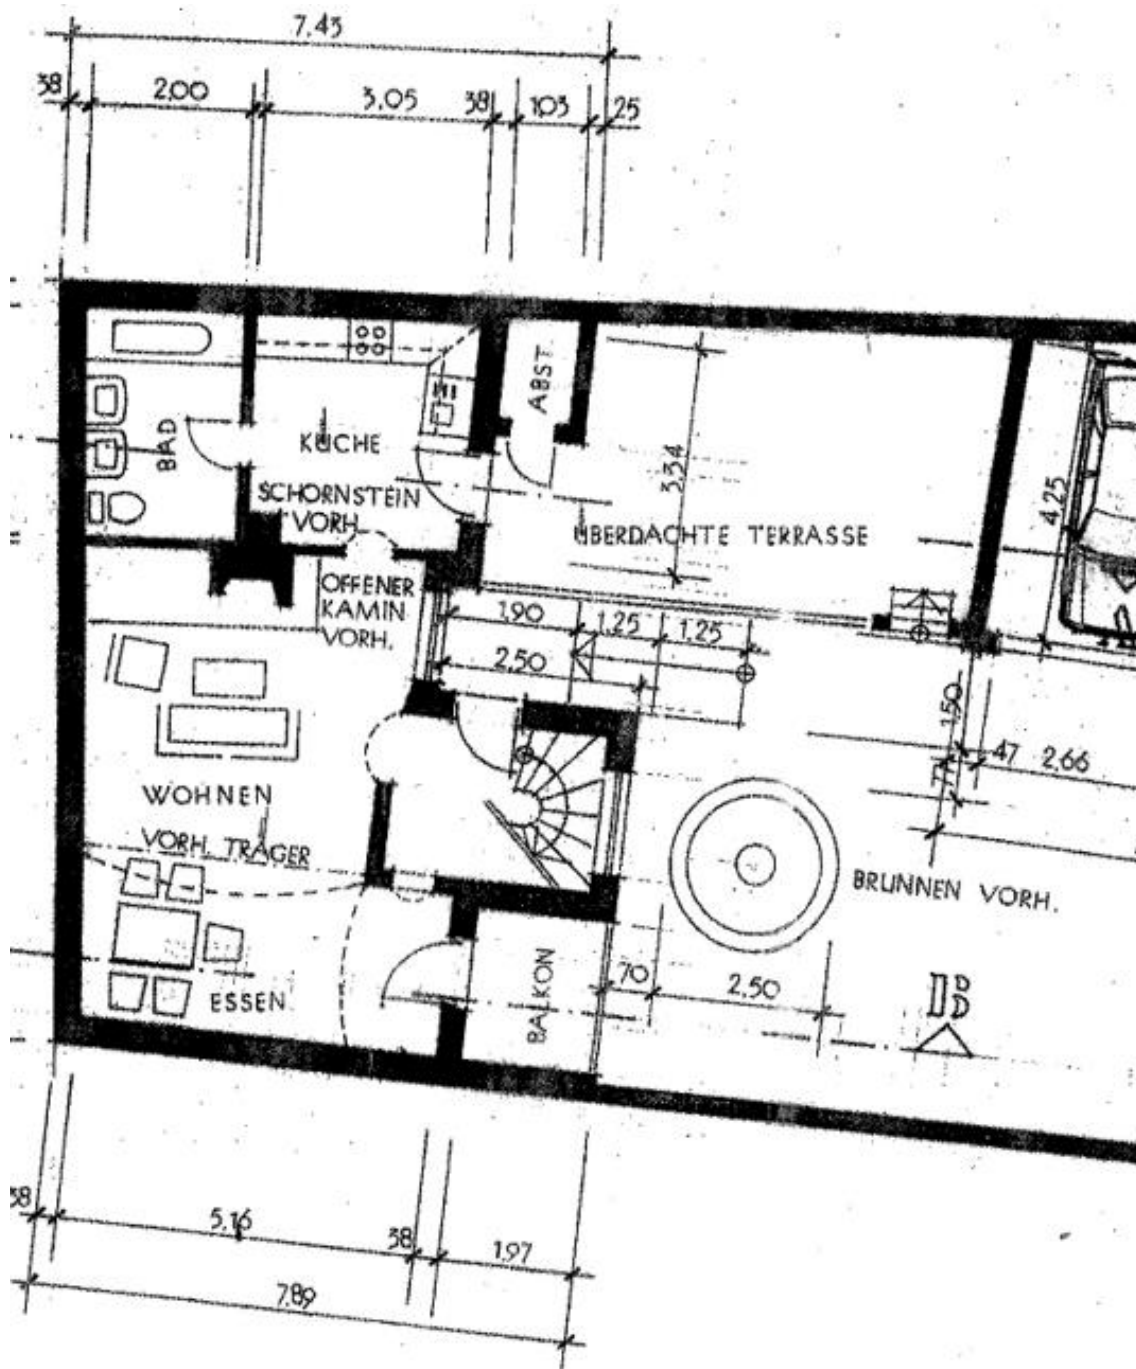 7.43
38 2,00 3,05 38 1,03 25
ABST.
KÜCHE
BAD
SCHORNSTEIN
VORH.
3,34
4,25
ÜBERDACHTE TERRASSE
OFFENER
KAMIN
VORH.
1,90 1,25 1,25
2,50
1,50
47 2,66
77
WOHNEN
VORH. TRÄGER
BRUNNEN VORH.
ESSEN
BALKON
70 2,50
D
D
38 5,16 38 1,97
7,89